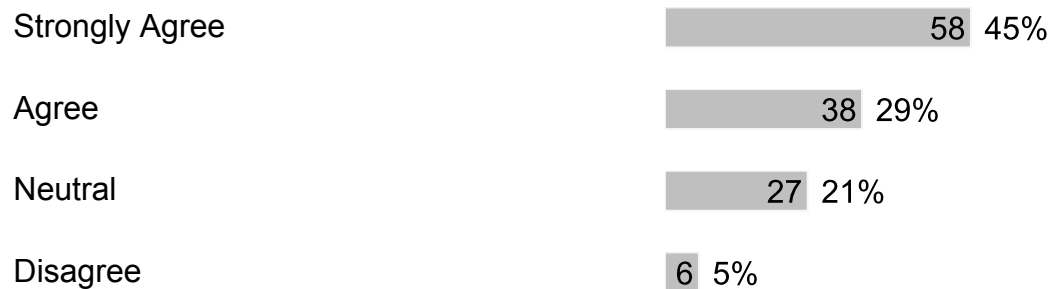 Strongly Agree 58 45%
Agree 38 29%
Neutral 27 21%
Disagree 6 5%